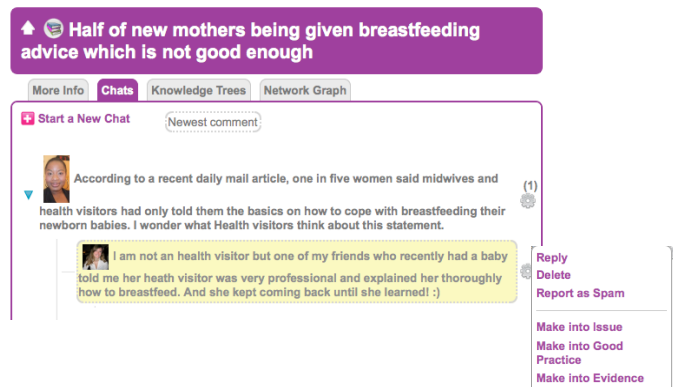 Half of new mothers being given breastfeeding
advice which is not good enough
More Info
Chats
Knowledge Trees
Network Graph
Start a New Chat
Newest comment
According to a recent daily mail article, one in five women said midwives and
(1)
health visitors had only told them the basics on how to cope with breastfeeding their
newborn babies. I wonder what Health visitors think about this statement.
I am not an health visitor but one of my friends who recently had a baby
told me her heath visitor was very professional and explained her thoroughly
how to breastfeed. And she kept coming back until she learned! :)
Reply
Delete
Report as Spam
Make into Issue
Make into Good
Practice
Make into Evidence